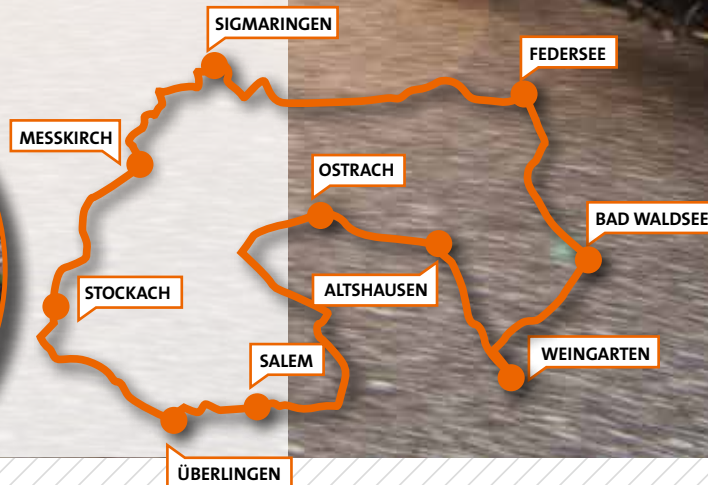 SIGMARINGEN
FEDERSEE
MESSKIRCH
OSTRACH
BAD WALDSEE
STOCKACH
ALTSHAUSEN
SALEM
WEINGARTEN
ÜBERLINGEN